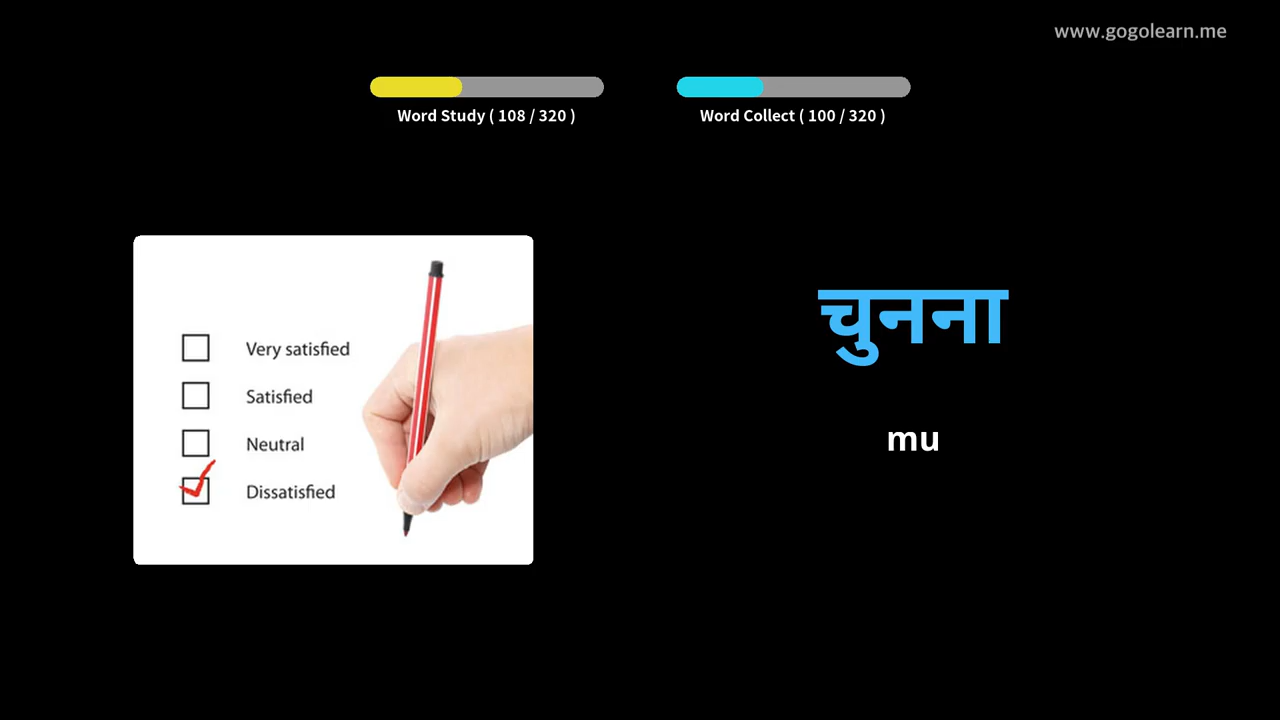 www.gogolearn.me
Word Study ( 108 / 320 )
Word Collect ( 100 / 320 )
Very satisfied
Satisfied
Neutral
Dissatisfied
चुनना
mu